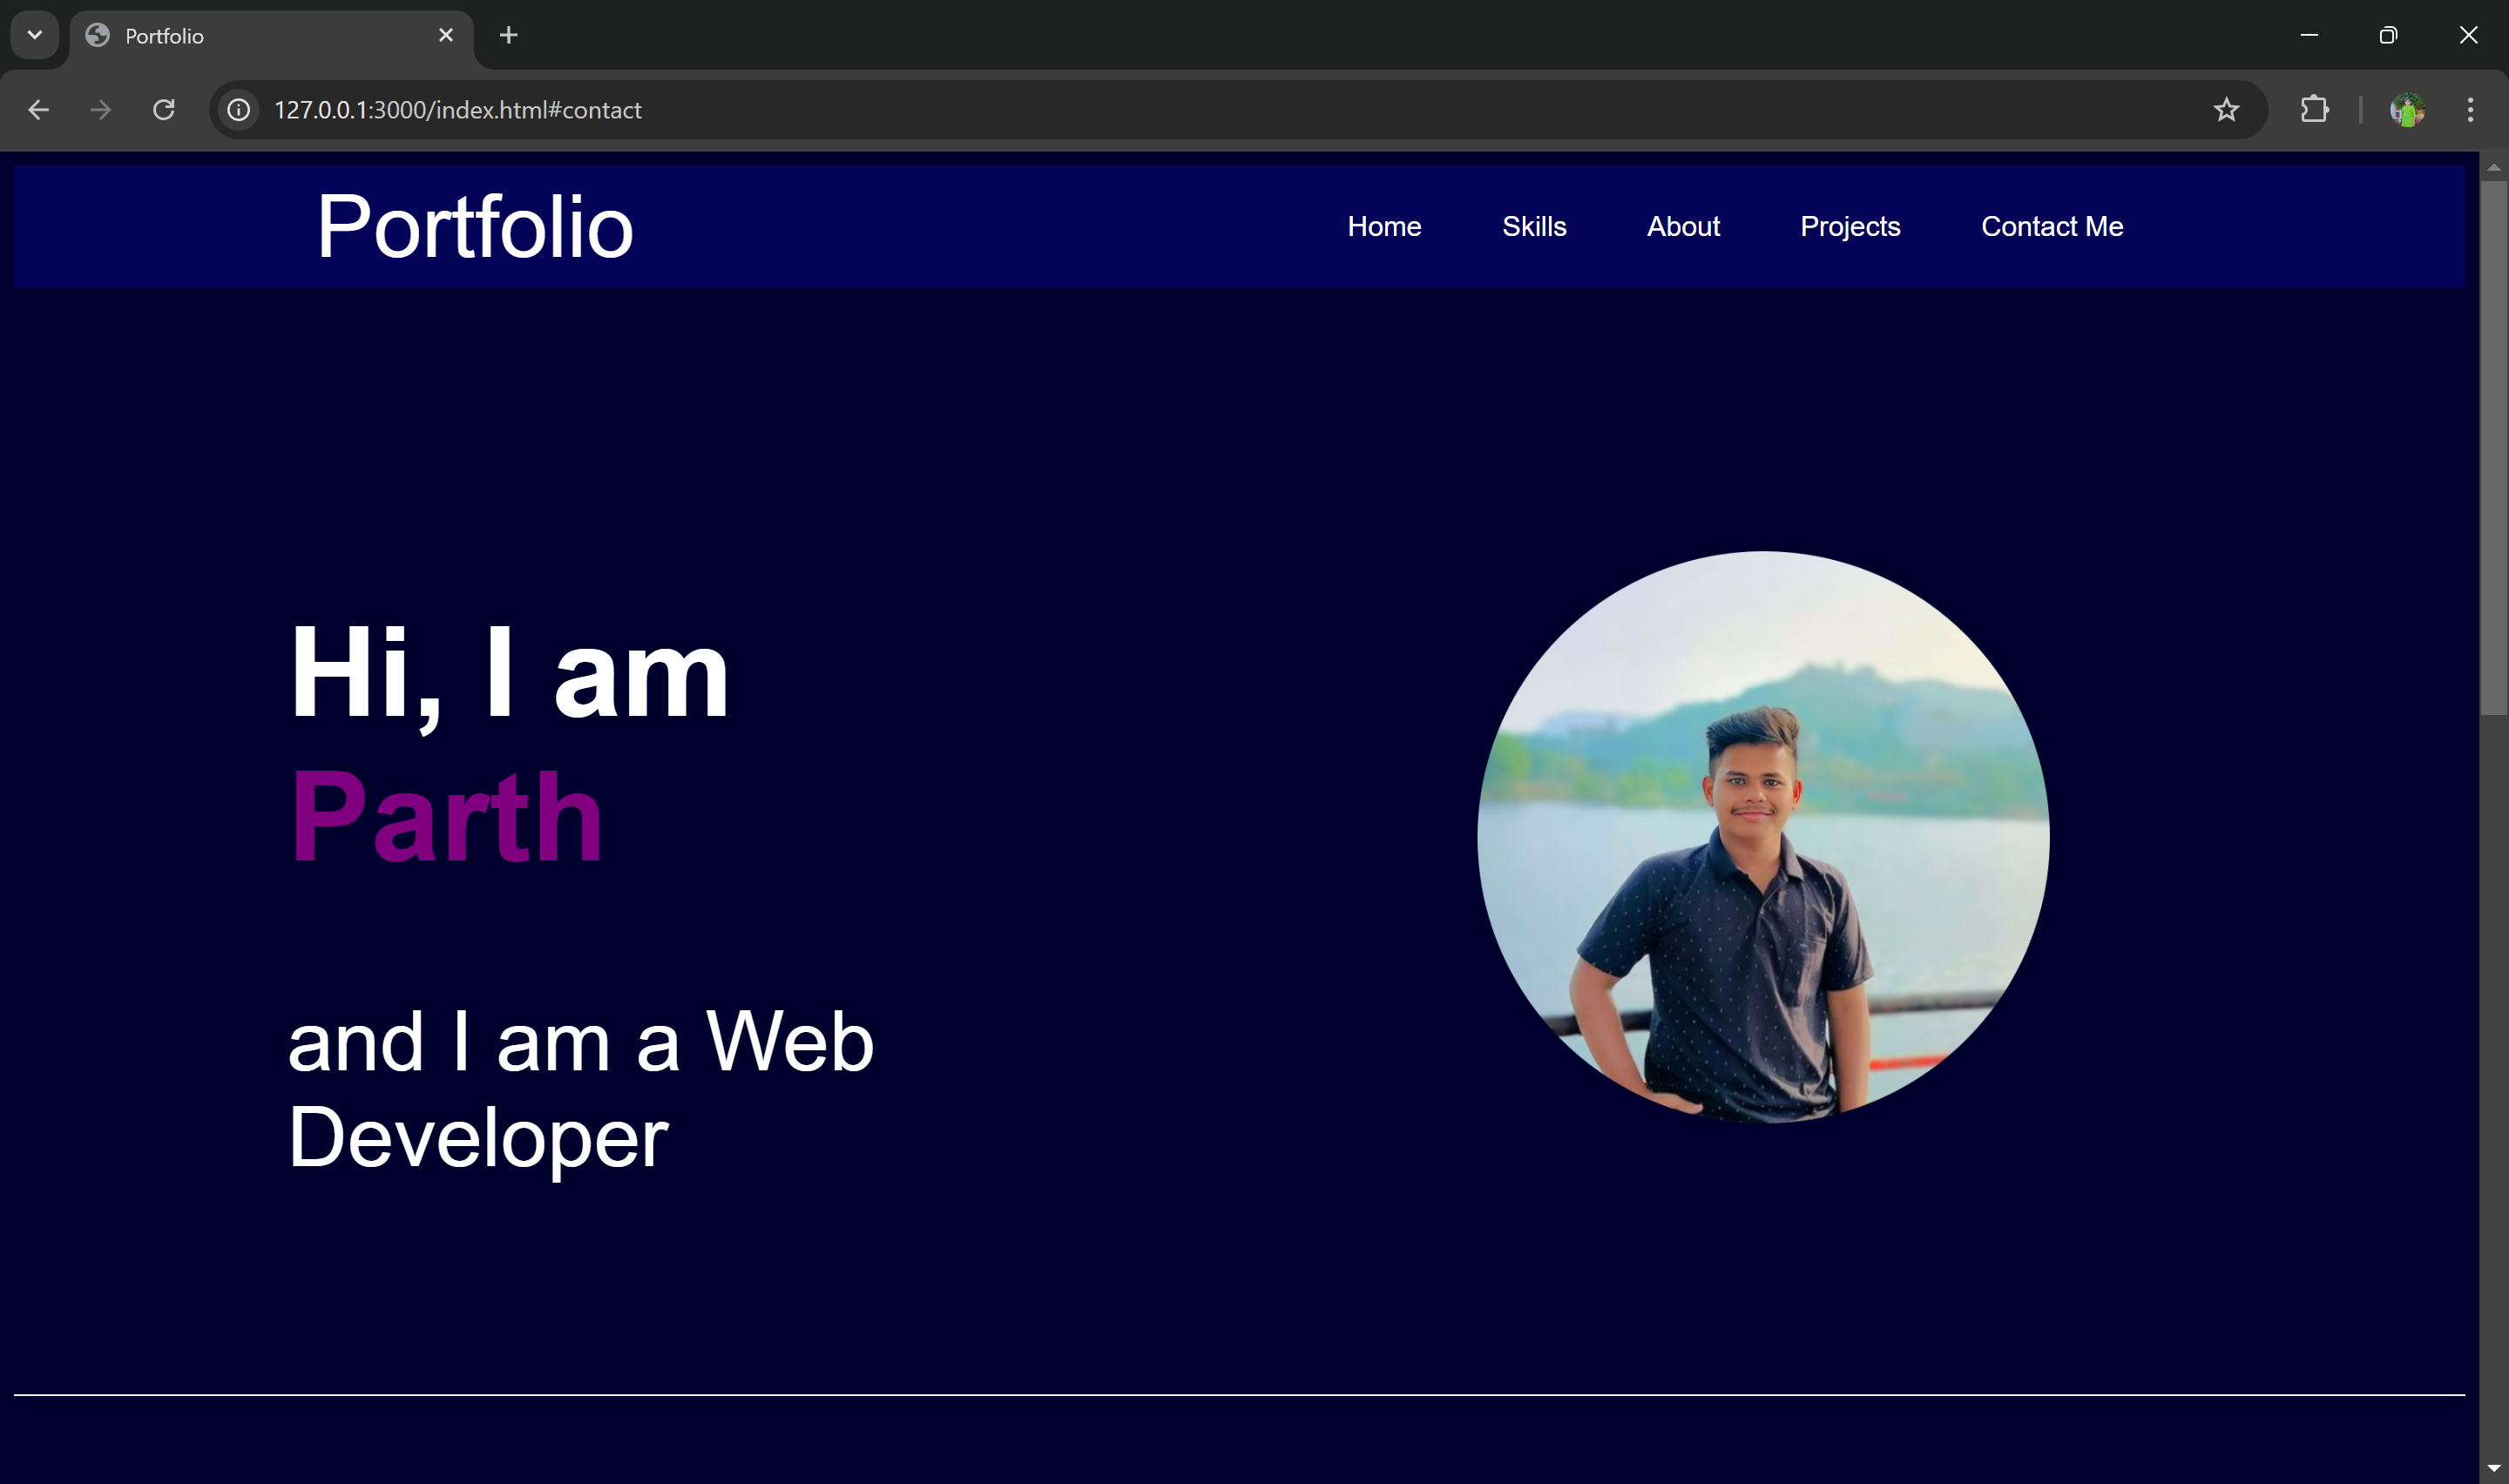 Portfolio
127.0.0.1:3000/index.html#contact
Portfolio
Home Skills About Projects Contact Me
Hi, I am
Parth
and I am a Web
Developer